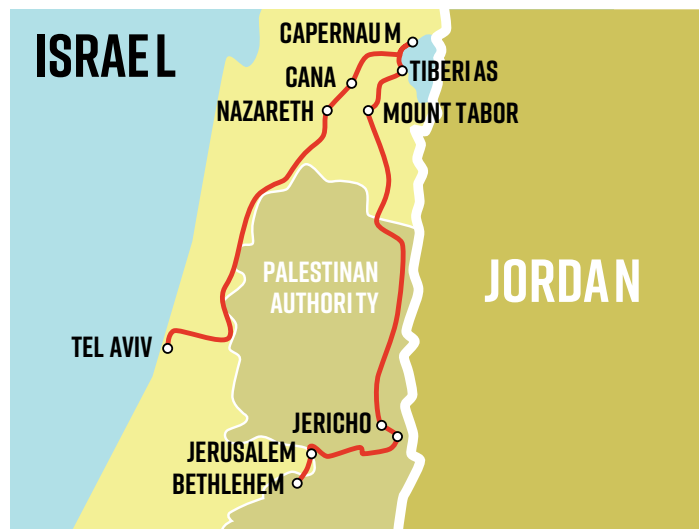 ISRAEL
CAPERNAUM
TIBERIAS
CANA
NAZARETH
MOUNT TABOR
PALESTINAN
AUTHORITY
JORDAN
TEL AVIV
JERICHO
JERUSALEM
BETHLEHEM